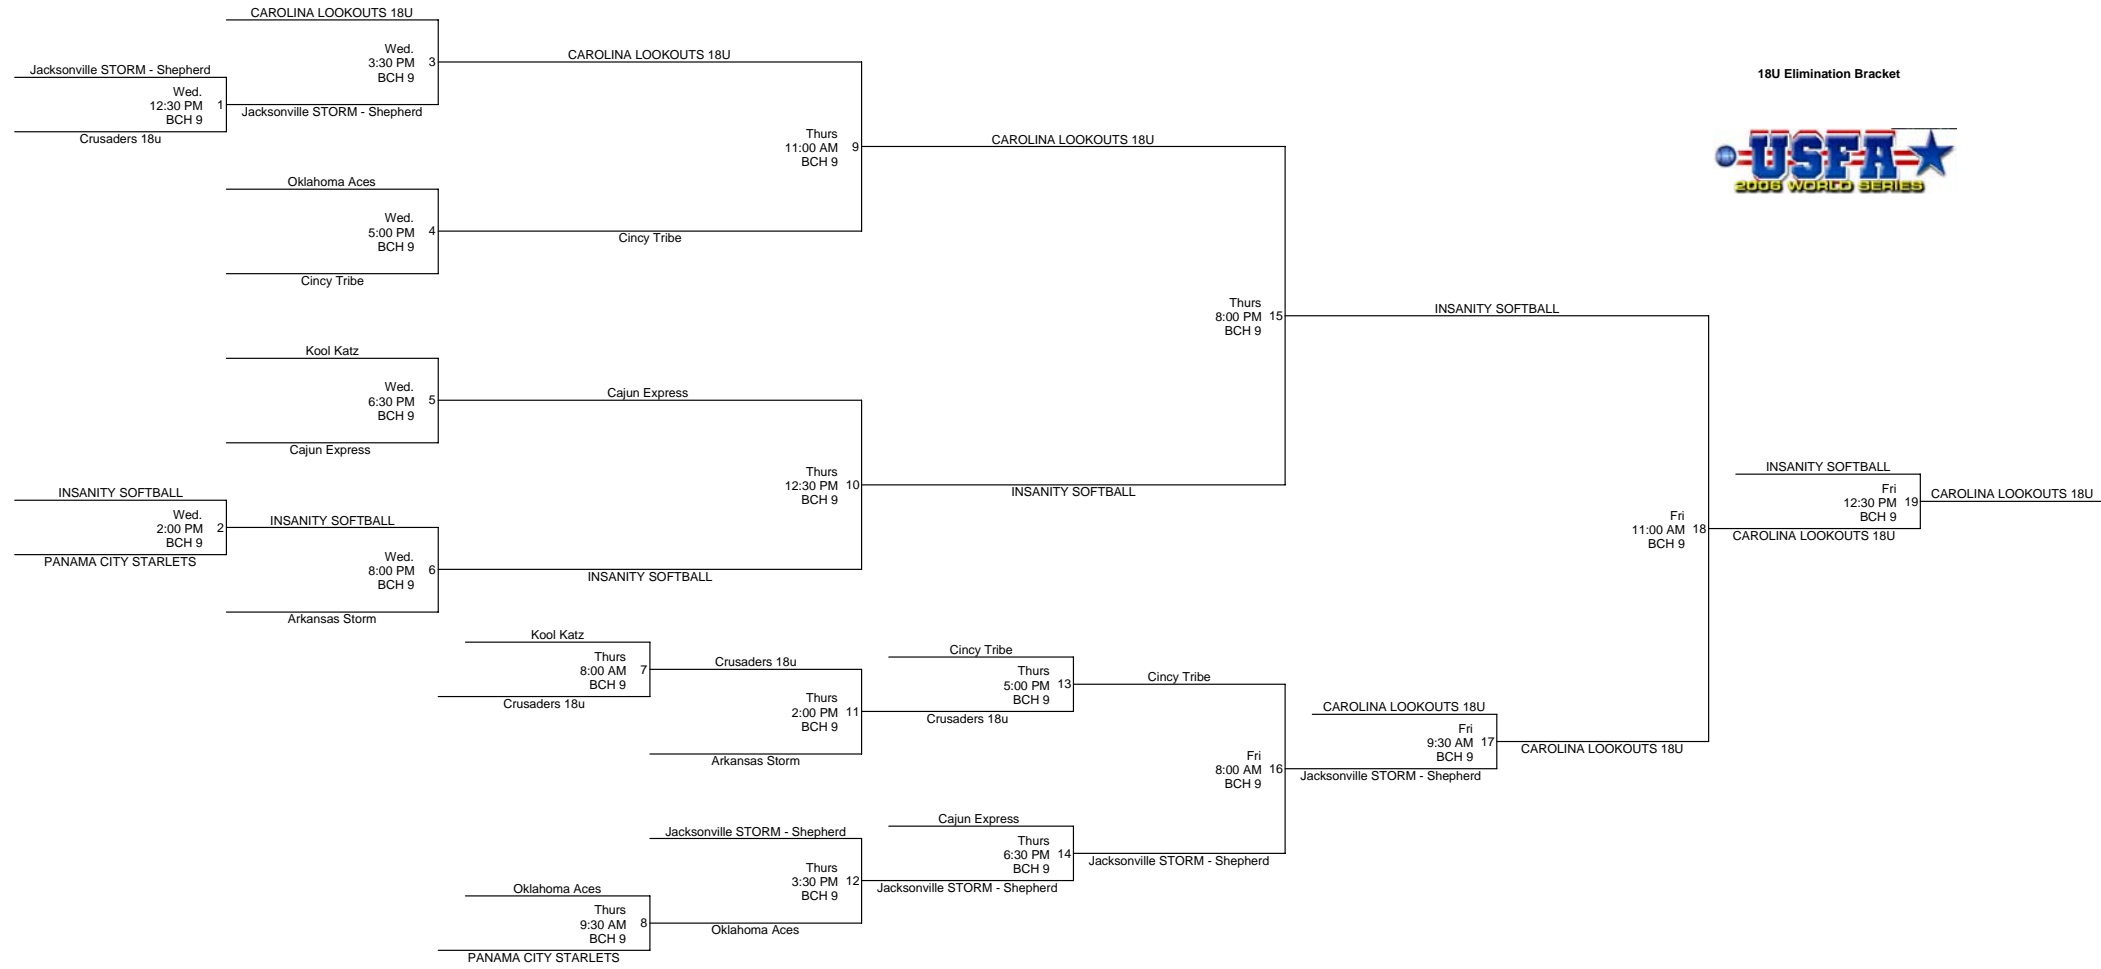 18U Elimination Bracket
USFA
2006 WORLD SERIES
CAROLINA LOOKOUTS 18U
Wed.
3:30 PM 3
BCH 9
Jacksonville STORM - Shepherd
Wed.
12:30 PM 1
BCH 9
Crusaders 18u
Jacksonville STORM - Shepherd
CAROLINA LOOKOUTS 18U
Oklahoma Aces
Wed.
5:00 PM 4
BCH 9
Cincy Tribe
Cincy Tribe
Thurs
11:00 AM 9
BCH 9
CAROLINA LOOKOUTS 18U
Kool Katz
Wed.
6:30 PM 5
BCH 9
Cajun Express
Cajun Express
INSANITY SOFTBALL
Wed.
2:00 PM 2
BCH 9
PANAMA CITY STARLETS
INSANITY SOFTBALL
Wed.
8:00 PM 6
BCH 9
Arkansas Storm
INSANITY SOFTBALL
Thurs
12:30 PM 10
BCH 9
INSANITY SOFTBALL
Thurs
8:00 PM 15
BCH 9
INSANITY SOFTBALL
Kool Katz
Thurs
8:00 AM 7
BCH 9
Crusaders 18u
Crusaders 18u
Thurs
2:00 PM 11
BCH 9
Arkansas Storm
Cincy Tribe
Thurs
5:00 PM 13
BCH 9
Crusaders 18u
Cincy Tribe
Jacksonville STORM - Shepherd
Thurs
3:30 PM 12
BCH 9
Oklahoma Aces
Thurs
9:30 AM 8
BCH 9
PANAMA CITY STARLETS
Oklahoma Aces
Cajun Express
Thurs
6:30 PM 14
BCH 9
Jacksonville STORM - Shepherd
Jacksonville STORM - Shepherd
Fri
8:00 AM 16
BCH 9
CAROLINA LOOKOUTS 18U
Fri
9:30 AM 17
BCH 9
Jacksonville STORM - Shepherd
CAROLINA LOOKOUTS 18U
Fri
11:00 AM 18
BCH 9
INSANITY SOFTBALL
Fri
12:30 PM 19
BCH 9
CAROLINA LOOKOUTS 18U
CAROLINA LOOKOUTS 18U